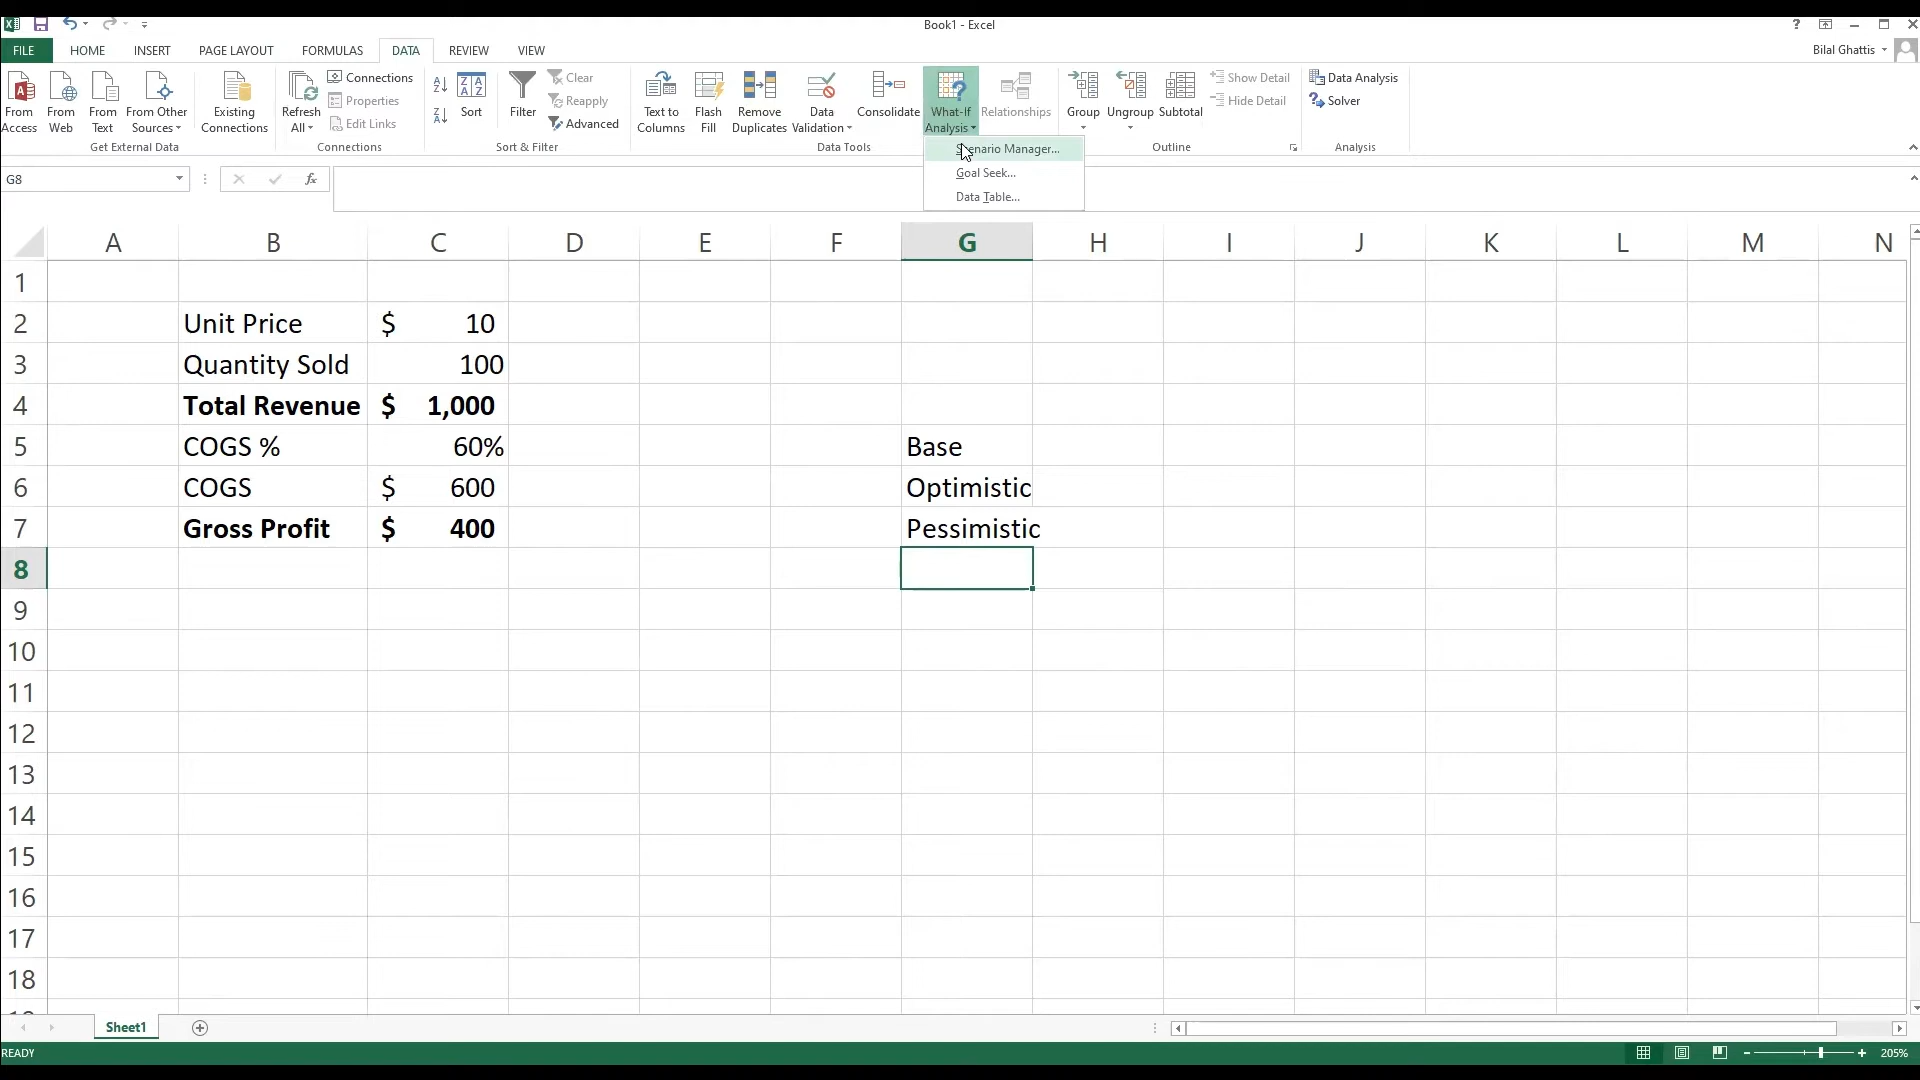 Book1 - Excel
?
FILE HOME INSERT PAGE LAYOUT FORMULAS DATA REVIEW VIEW
Bilal Ghattis
From Access
From Web
From Text
From Other Sources
Get External Data
Existing Connections
Refresh All
Connections
Properties
Edit Links
Connections
Sort
Filter
Clear
Reapply
Advanced
Sort & Filter
Text to Columns
Flash Fill
Remove Duplicates
Data Validation
Consolidate
What-If Analysis
Relationships
Data Tools
Group
Ungroup
Subtotal
Show Detail
Hide Detail
Outline
Data Analysis
Solver
Analysis
Scenario Manager...
Goal Seek...
Data Table...
G8
fx
A B C D E F G H I J K L M N
1
2 Unit Price $ 10
3 Quantity Sold 100
4 Total Revenue $ 1,000
5 COGS % 60% Base
6 COGS $ 600 Optimistic
7 Gross Profit $ 400 Pessimistic
8
9
10
11
12
13
14
15
16
17
18
Sheet1
READY
205%